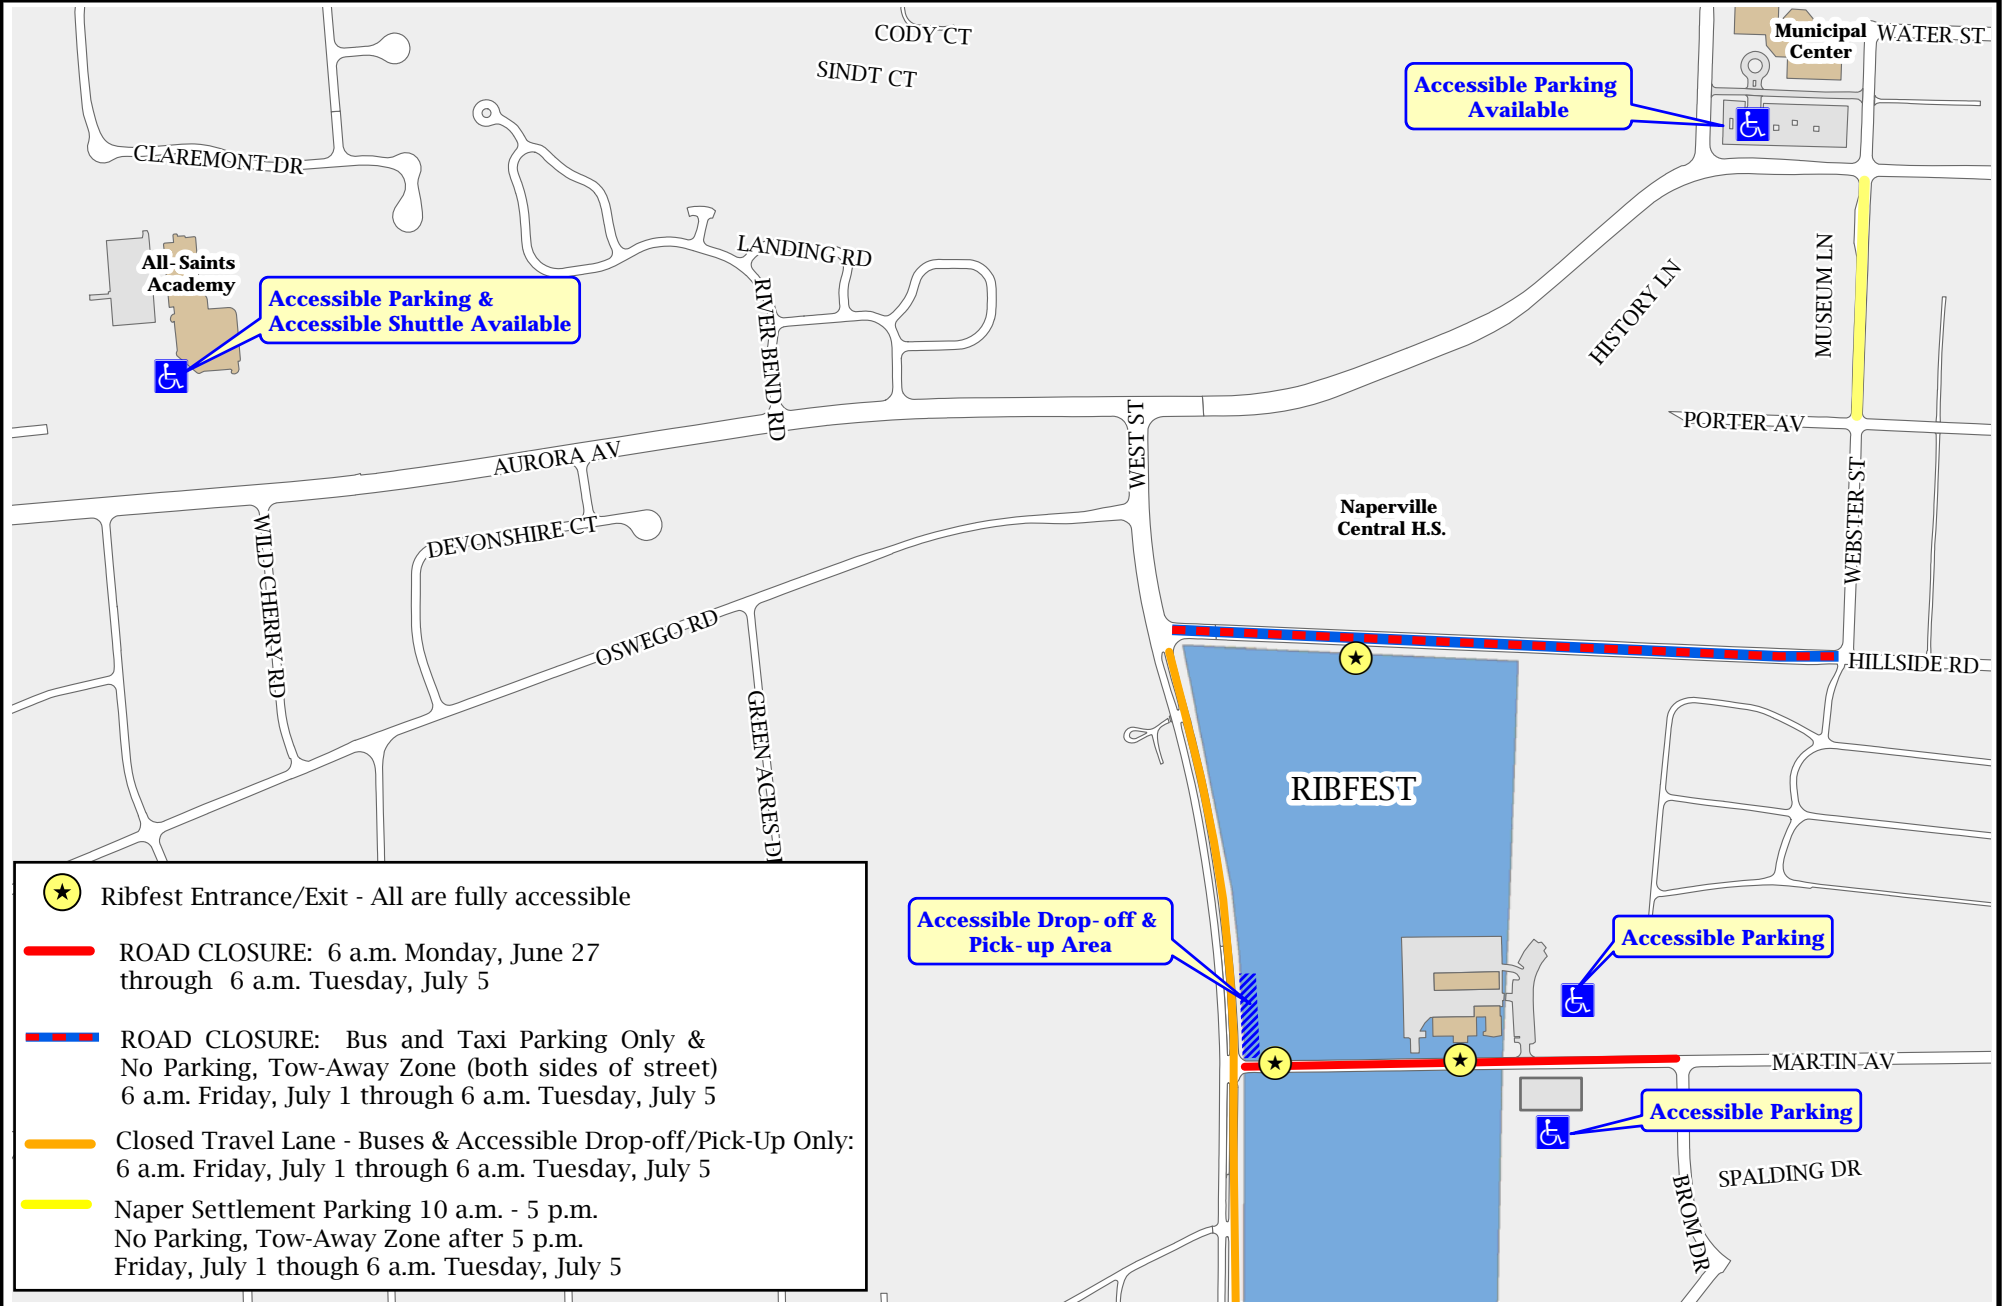 CODY CT
SINDT CT
Municipal
Center
WATER ST
Accessible Parking
Available
CLAREMONT DR
All-Saints
Academy
Accessible Parking &
Accessible Shuttle Available
LANDING RD
RIVER BEND RD
HISTORY LN
MUSEUM LN
PORTER AV
WEST ST
AURORA AV
WEBSTER ST
Naperville
Central H.S.
WILD CHERRY RD
DEVONSHIRE CT
OSWEGO RD
HILLSIDE RD
GREEN ACRES DR
RIBFEST
Accessible Drop-off &
Pick-up Area
Accessible Parking
MARTIN AV
Accessible Parking
SPALDING DR
BROM DR
Ribfest Entrance/Exit - All are fully accessible
ROAD CLOSURE: 6 a.m. Monday, June 27
through 6 a.m. Tuesday, July 5
ROAD CLOSURE: Bus and Taxi Parking Only &
No Parking, Tow-Away Zone (both sides of street)
6 a.m. Friday, July 1 through 6 a.m. Tuesday, July 5
Closed Travel Lane - Buses & Accessible Drop-off/Pick-Up Only:
6 a.m. Friday, July 1 through 6 a.m. Tuesday, July 5
Naper Settlement Parking 10 a.m. - 5 p.m.
No Parking, Tow-Away Zone after 5 p.m.
Friday, July 1 though 6 a.m. Tuesday, July 5